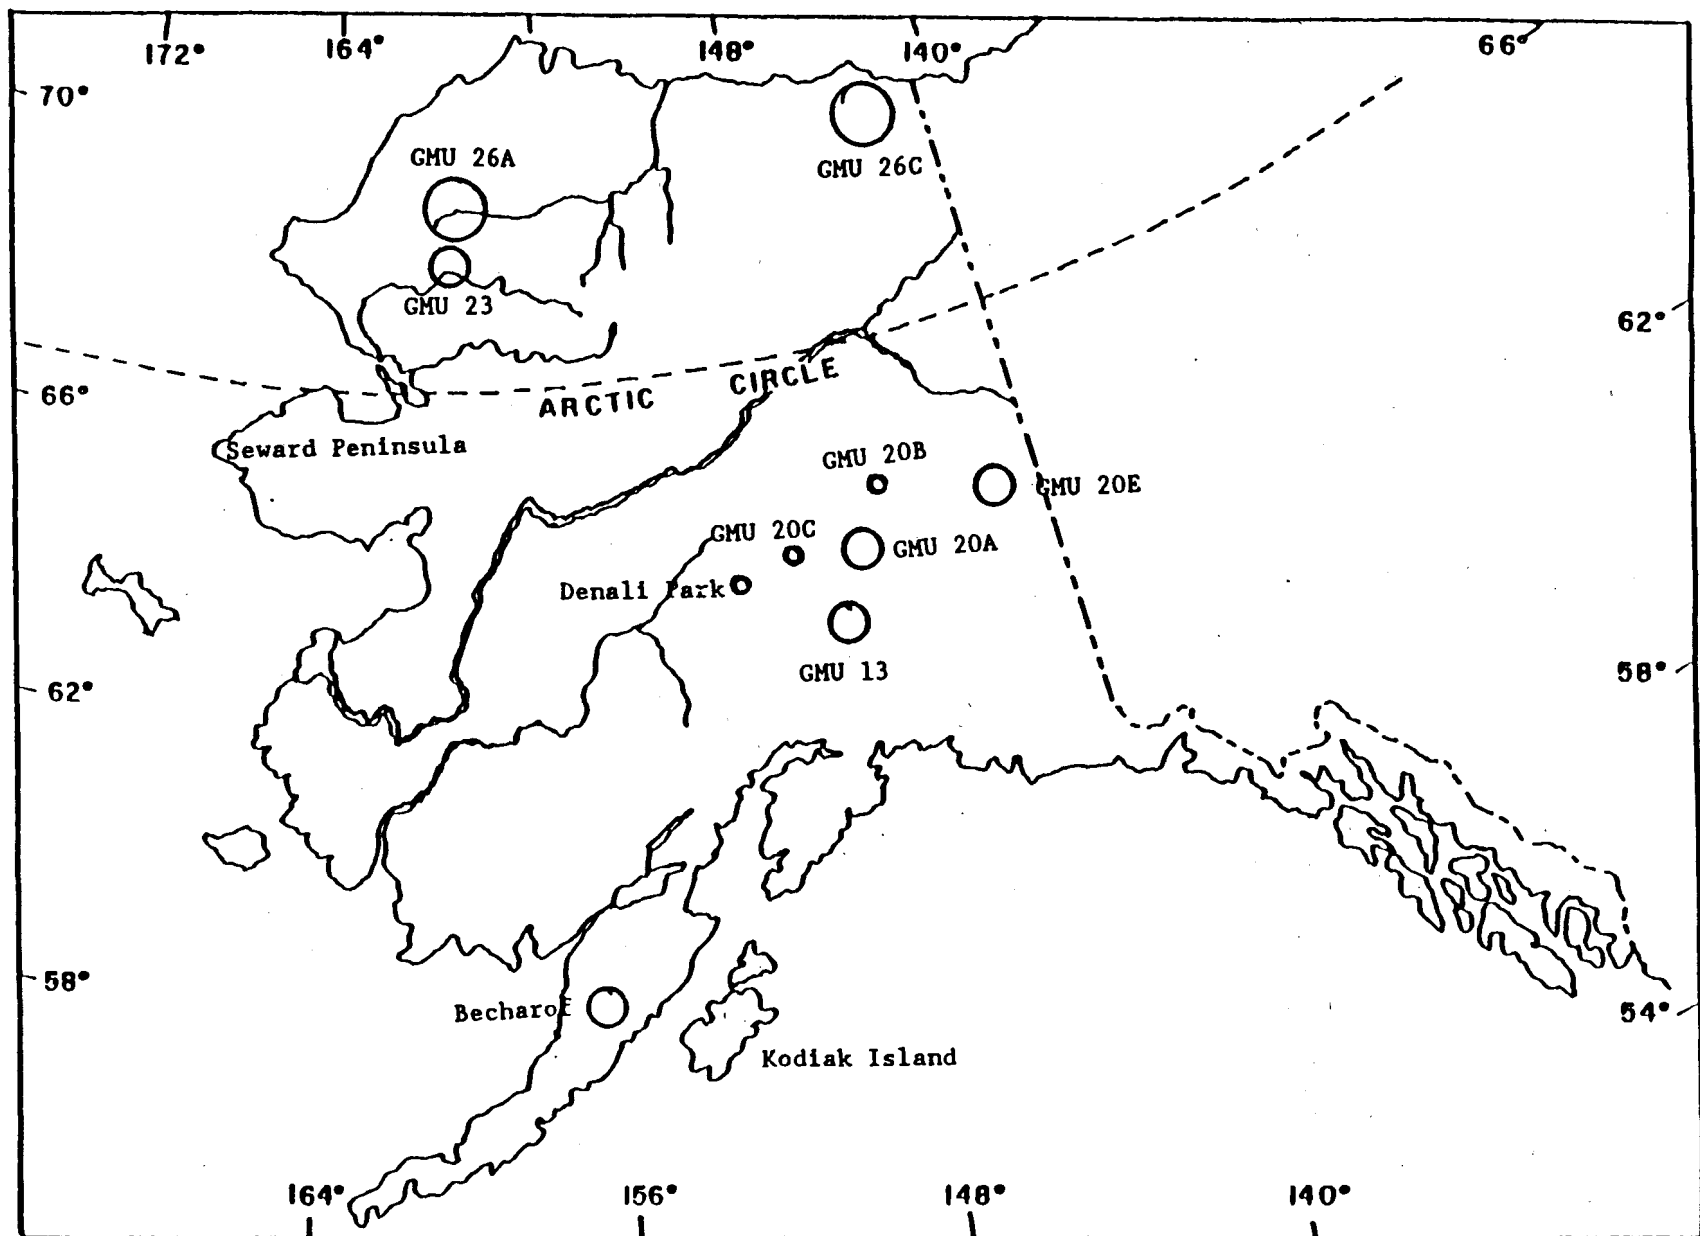 172° 164° 148° 140° 66°
70°
GMU 26A
GMU 26C
GMU 23
62°
66°
ARCTIC CIRCLE
Seward Peninsula
GMU 20B
GMU 20E
GMU 20C
GMU 20A
Denali Park
GMU 13
58°
62°
58°
Becharof
54°
Kodiak Island
164° 156° 148° 140°